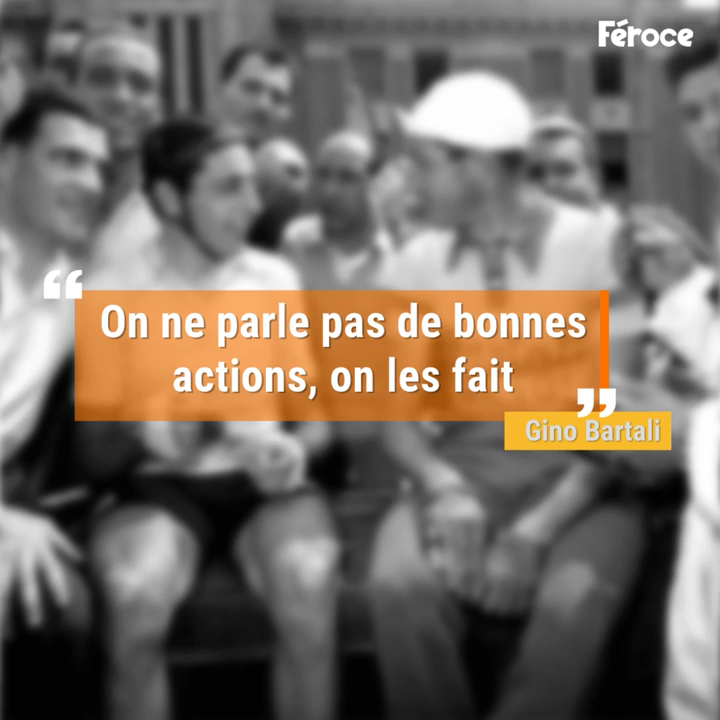 Féroce
“
On ne parle pas de bonnes
actions, on les fait
”
Gino Bartali